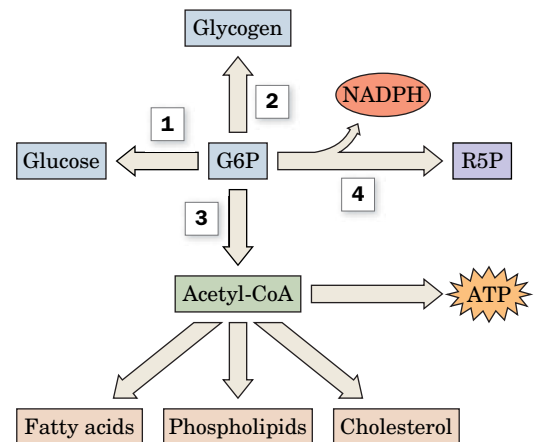 Glycogen
NADPH
2
1
Glucose
G6P
R5P
4
3
Acetyl-CoA
ATP
Fatty acids
Phospholipids
Cholesterol